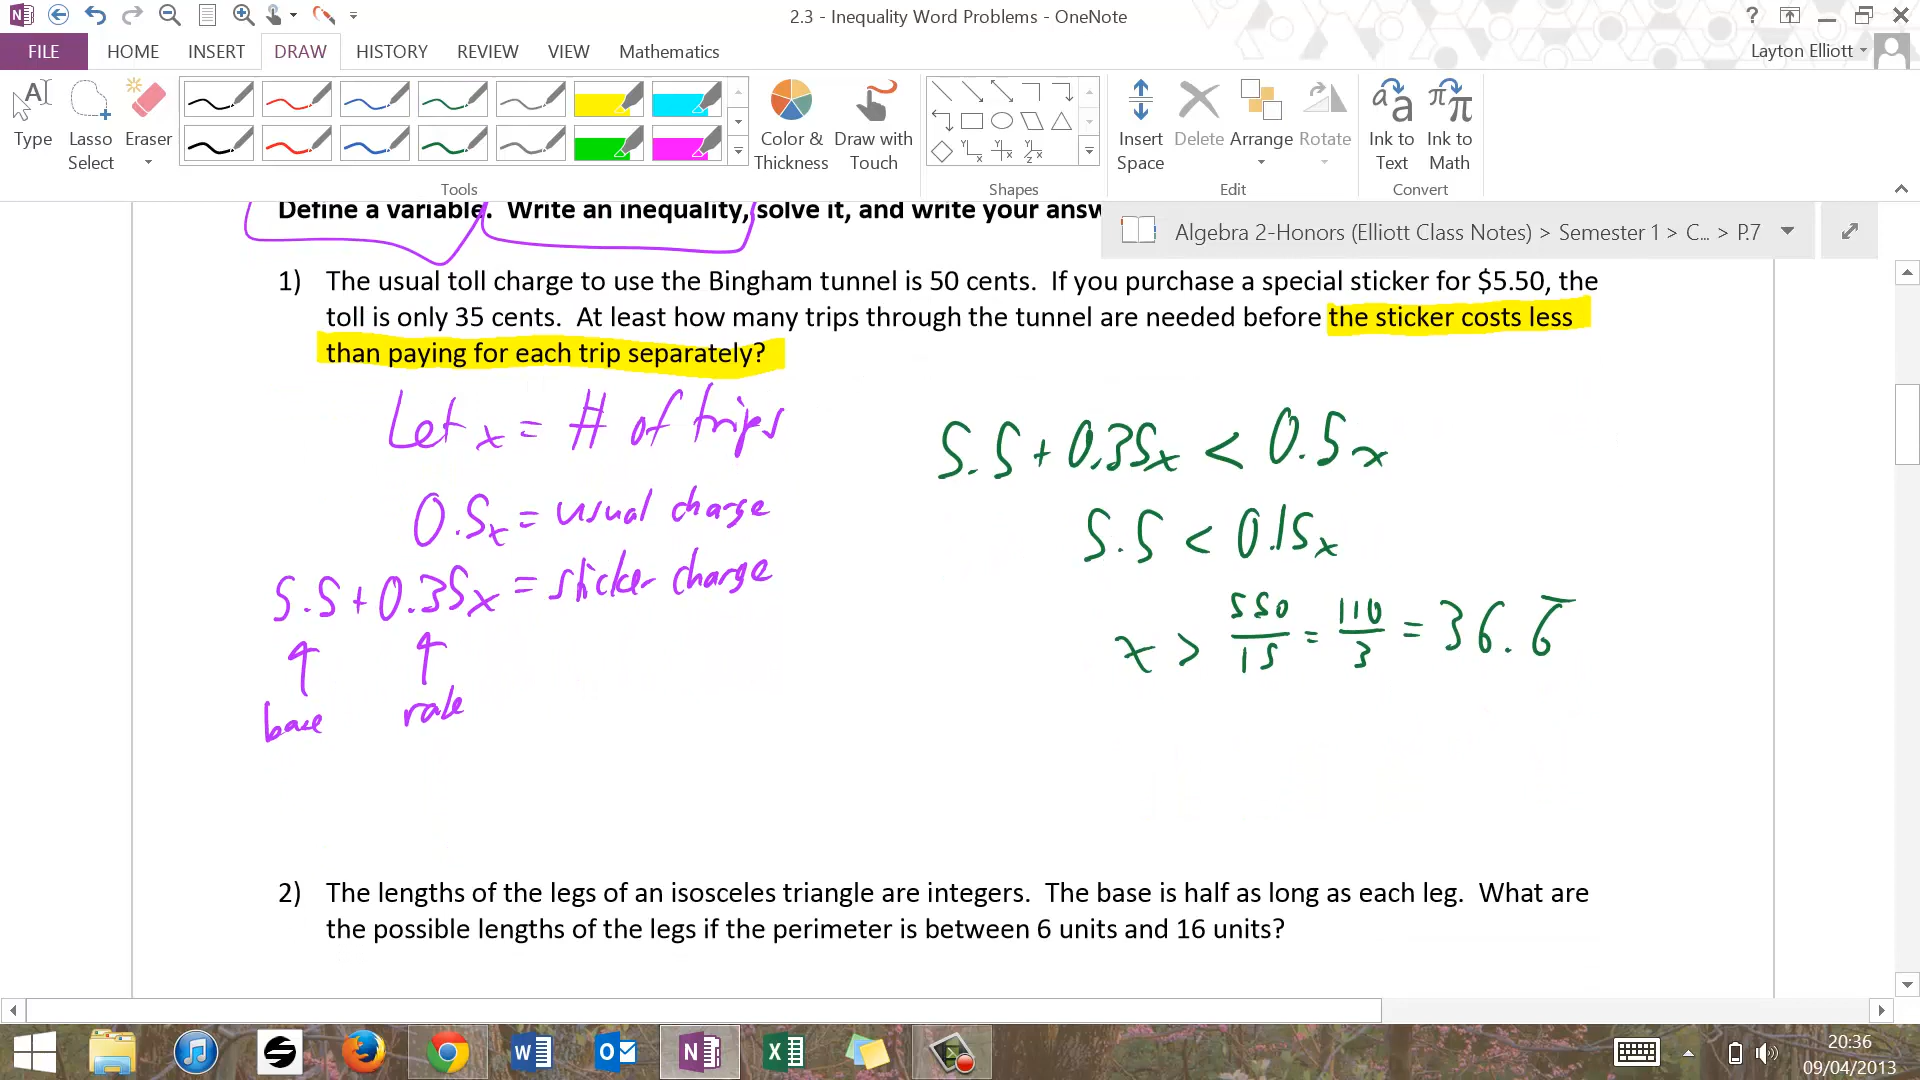 2.3 - Inequality Word Problems - OneNote
FILE HOME INSERT DRAW HISTORY REVIEW VIEW Mathematics
Layton Elliott
Type
Lasso Select
Eraser
Color & Thickness
Draw with Touch
Insert Space
Delete
Arrange
Rotate
Ink to Text
Ink to Math
Tools Shapes Edit Convert
Define a variable. Write an inequality, solve it, and write your answ
Algebra 2-Honors (Elliott Class Notes) > Semester 1 > C... > P.7
1) The usual toll charge to use the Bingham tunnel is 50 cents. If you purchase a special sticker for $5.50, the
toll is only 35 cents. At least how many trips through the tunnel are needed before the sticker costs less
than paying for each trip separately?
Let x = # of trips
0.5x = usual charge
5.5+0.35x = sticker charge
base rate
5.5+0.35x < 0.5x
5.5 < 0.15x
x > 550/15 = 110/3 = 36.6̅
2) The lengths of the legs of an isosceles triangle are integers. The base is half as long as each leg. What are
the possible lengths of the legs if the perimeter is between 6 units and 16 units?
20:36
09/04/2013